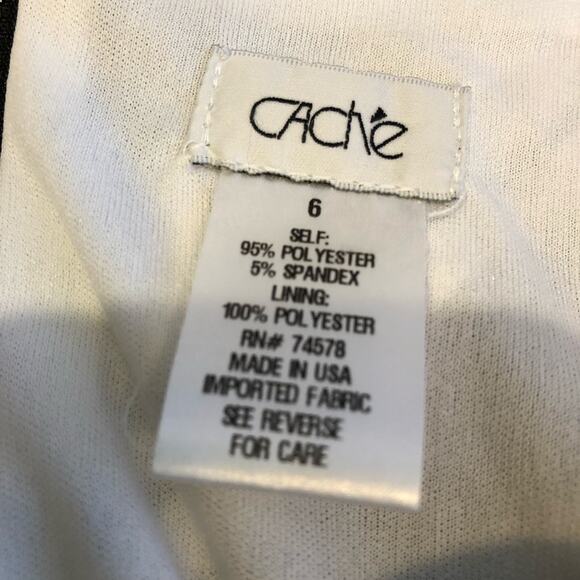 CACHé
6
SELF:
95% POLYESTER
5% SPANDEX
LINING:
100% POLYESTER
RN# 74578
MADE IN USA
IMPORTED FABRIC
SEE REVERSE
FOR CARE